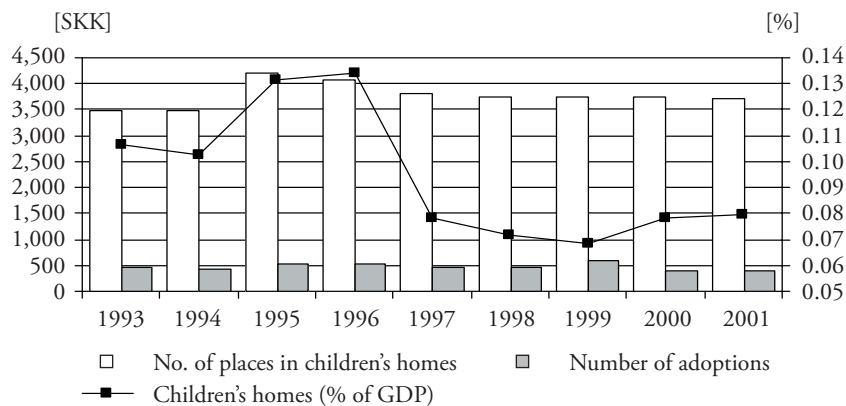 [SKK] [%]
4,500 0.14
4,000 0.13
3,500 0.12
3,000 0.11
2,500 0.10
2,000 0.09
1,500 0.08
1,000 0.07
500 0.06
0 0.05
1993 1994 1995 1996 1997 1998 1999 2000 2001
No. of places in children's homes Number of adoptions
Children's homes (% of GDP)